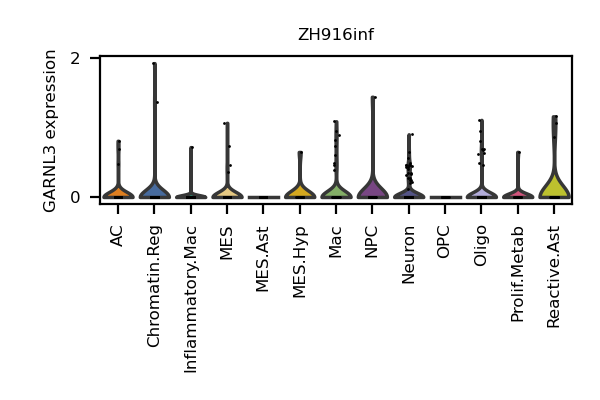 ZH916inf
GARNL3 expression
2
0
AC
Chromatin.Reg
Inflammatory.Mac
MES
MES.Ast
MES.Hyp
Mac
NPC
Neuron
OPC
Oligo
Prolif.Metab
Reactive.Ast